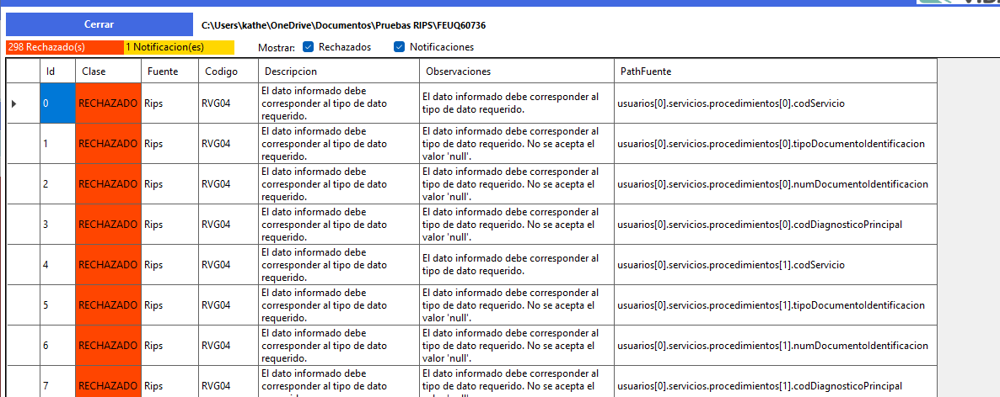 Cerrar
C:\Users\kathe\OneDrive\Documentos\Pruebas RIPS\FEUQ60736
298 Rechazado(s) 1 Notificacion(es) Mostrar: Rechazados Notificaciones
Id Clase Fuente Codigo Descripcion Observaciones PathFuente
0 RECHAZADO Rips RVG04
El dato informado debe
corresponder al tipo de dato
requerido.
El dato informado debe corresponder al
tipo de dato requerido.
usuarios[0].servicios.procedimientos[0].codServicio
1 RECHAZADO Rips RVG04
El dato informado debe
corresponder al tipo de dato
requerido.
El dato informado debe corresponder al
tipo de dato requerido. No se acepta el
valor 'null'.
usuarios[0].servicios.procedimientos[0].tipoDocumentoIdentificacion
2 RECHAZADO Rips RVG04
El dato informado debe
corresponder al tipo de dato
requerido.
El dato informado debe corresponder al
tipo de dato requerido. No se acepta el
valor 'null'.
usuarios[0].servicios.procedimientos[0].numDocumentoIdentificacion
3 RECHAZADO Rips RVG04
El dato informado debe
corresponder al tipo de dato
requerido.
El dato informado debe corresponder al
tipo de dato requerido. No se acepta el
valor 'null'.
usuarios[0].servicios.procedimientos[0].codDiagnosticoPrincipal
4 RECHAZADO Rips RVG04
El dato informado debe
corresponder al tipo de dato
requerido.
El dato informado debe corresponder al
tipo de dato requerido.
usuarios[0].servicios.procedimientos[1].codServicio
5 RECHAZADO Rips RVG04
El dato informado debe
corresponder al tipo de dato
requerido.
El dato informado debe corresponder al
tipo de dato requerido. No se acepta el
valor 'null'.
usuarios[0].servicios.procedimientos[1].tipoDocumentoIdentificacion
6 RECHAZADO Rips RVG04
El dato informado debe
corresponder al tipo de dato
requerido.
El dato informado debe corresponder al
tipo de dato requerido. No se acepta el
valor 'null'.
usuarios[0].servicios.procedimientos[1].numDocumentoIdentificacion
7 RECHAZADO Rips RVG04
El dato informado debe
corresponder al tipo de dato
El dato informado debe corresponder al
tipo de dato requerido. No se acepta el
usuarios[0].servicios.procedimientos[1].codDiagnosticoPrincipal